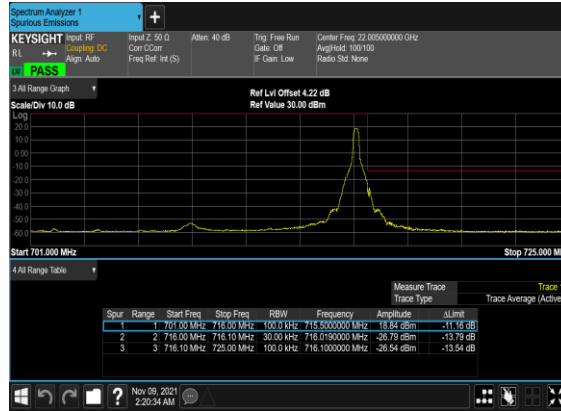 Spectrum Analyzer 1
Spurious Emissions
+
KEYSIGHT Input: RF Input Z: 50 Ω Atten: 40 dB Trig: Free Run Center Freq: 22.005000000 GHz
RL Coupling: DC Corr CCorr Gate: Off Avg|Hold: 100/100
Align: Auto Freq Ref: Int (S) IF Gain: Low Radio Std: None
PASS
3 All Range Graph
Ref Lvl Offset 4.22 dB
Scale/Div 10.0 dB Ref Value 30.00 dBm
Log
20.0
10.0
0.00
-10.0
-20.0
-30.0
-40.0
-50.0
-60.0
Start 701.000 MHz Stop 725.000 M
4 All Range Table
Measure Trace Trace
Trace Type Trace Average (Active
Spur Range Start Freq Stop Freq RBW Frequency Amplitude ΔLimit
1 1 701.00 MHz 716.00 MHz 100.0 kHz 715.5000000 MHz 18.84 dBm -11.16 dB
2 2 716.00 MHz 716.10 MHz 30.00 kHz 716.0190000 MHz -26.79 dBm -13.79 dB
3 3 716.10 MHz 725.00 MHz 100.0 kHz 716.1000000 MHz -26.54 dBm -13.54 dB
? Nov 09, 2021
2:20:34 AM